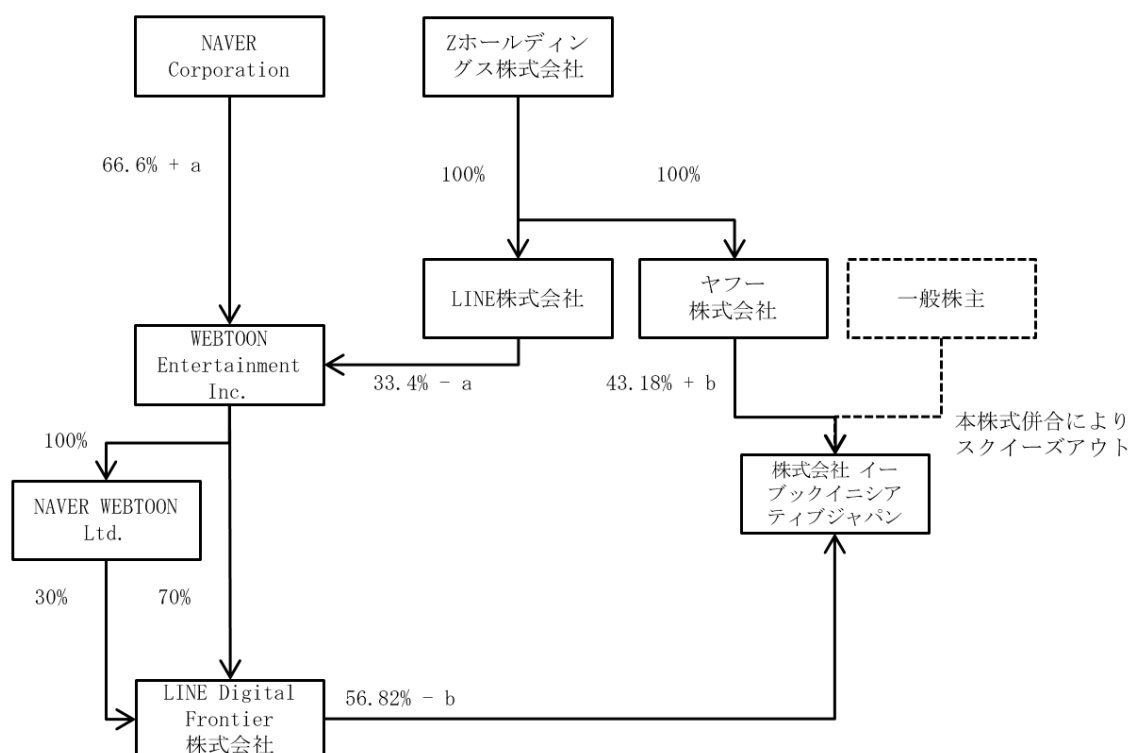 NAVER
Corporation
Zホールディン
グス株式会社
66.6% + a
100%
100%
LINE株式会社
ヤフー
株式会社
一般株主
WEBTOON
Entertainment
Inc.
33.4% - a
43.18% + b
本株式併合により
スクイーズアウト
100%
NAVER WEBTOON
Ltd.
株式会社 イー
ブックイニシア
ティブジャパン
30%
70%
LINE Digital
Frontier
株式会社
56.82% - b